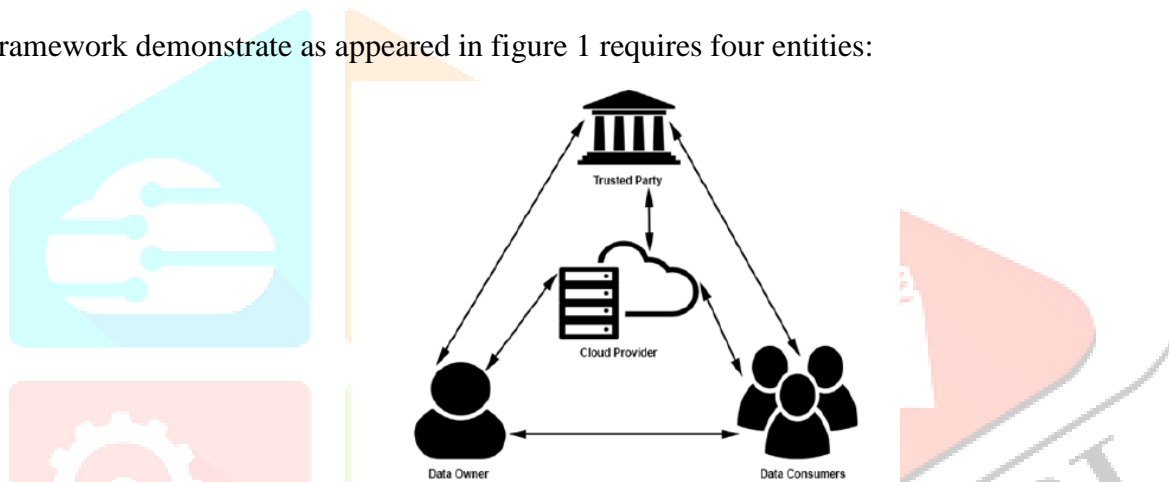 ramework demonstrate as appeared in figure 1 requires four entities:
Trusted Party
Cloud Provider
Data Owner
Data Consumers